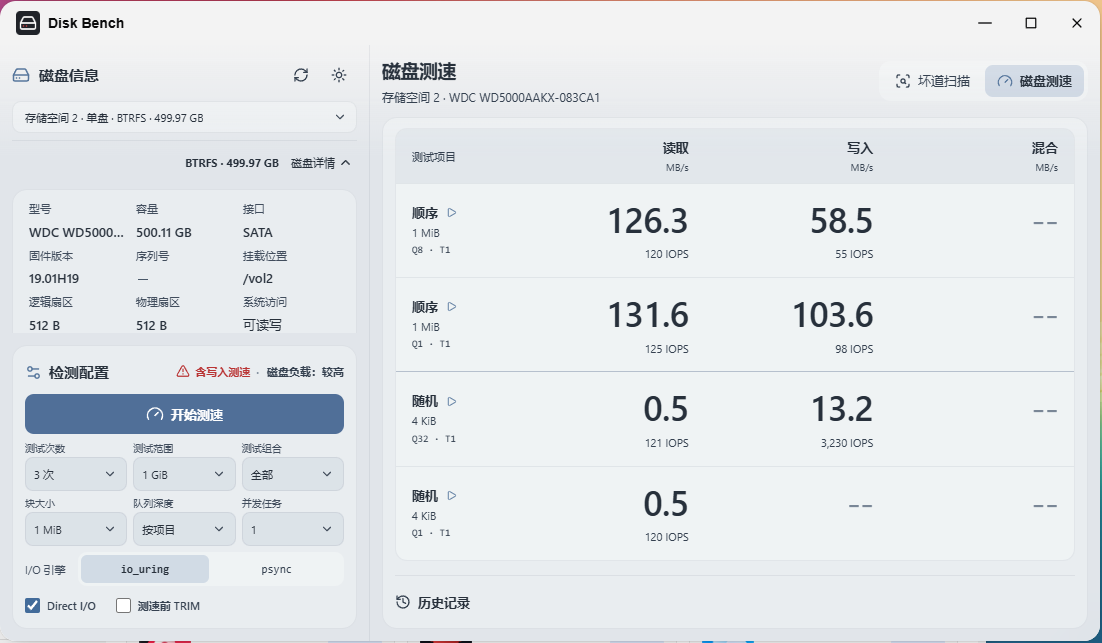 Disk Bench
磁盘信息
存储空间 2 · 单盘 · BTRFS · 499.97 GB
BTRFS · 499.97 GB 磁盘详情
型号 容量 接口
WDC WD5000... 500.11 GB SATA
固件版本 序列号 挂载位置
19.01H19 — /vol2
逻辑扇区 物理扇区 系统访问
512 B 512 B 可读写
检测配置 含写入测速 · 磁盘负载：较高
开始测速
测试次数 测试范围 测试组合
3 次 1 GiB 全部
块大小 队列深度 并发任务
1 MiB 按项目 1
I/O 引擎 io_uring psync
Direct I/O 测速前 TRIM
磁盘测速
存储空间 2 · WDC WD5000AAKX-083CA1
坏道扫描 磁盘测速
测试项目 读取 写入 混合
MB/s MB/s MB/s
顺序 126.3 58.5 --
1 MiB
Q8 · T1 120 IOPS 55 IOPS
顺序 131.6 103.6 --
1 MiB
Q1 · T1 125 IOPS 98 IOPS
随机 0.5 13.2 --
4 KiB
Q32 · T1 121 IOPS 3,230 IOPS
随机 0.5 -- --
4 KiB
Q1 · T1 120 IOPS
历史记录